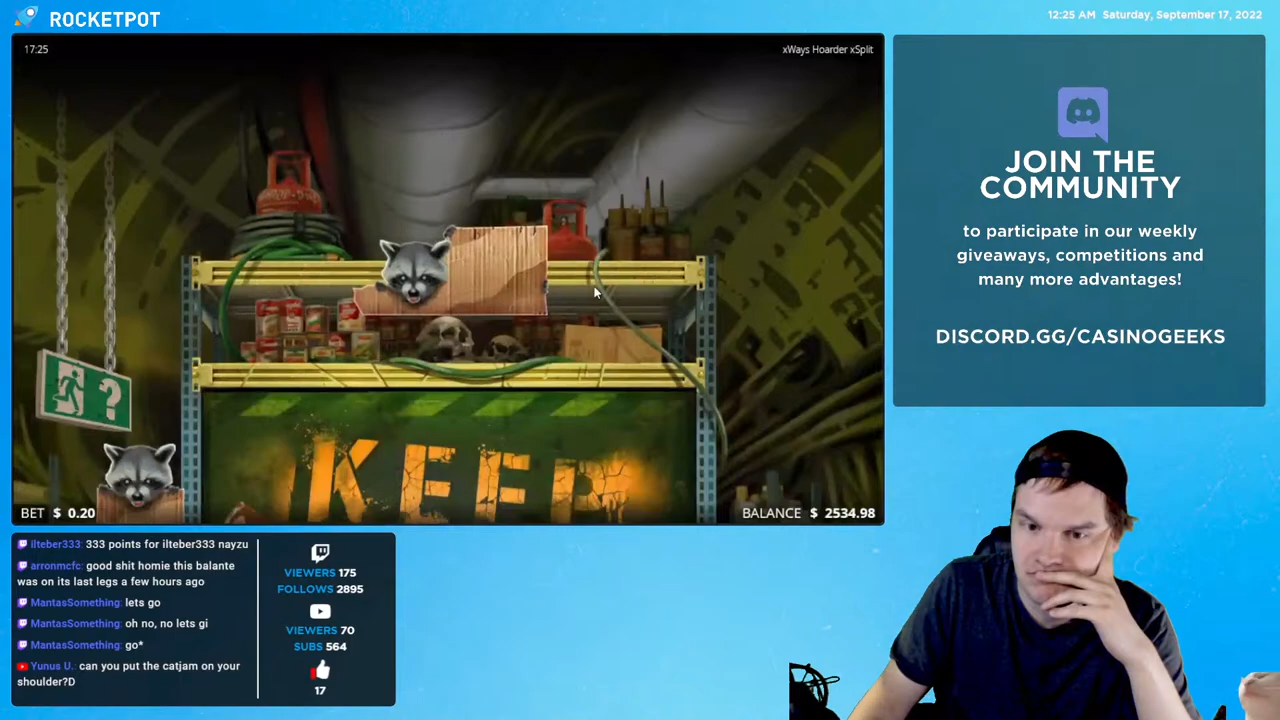 ROCKETPOT
12:25 AM Saturday, September 17, 2022
17:25
xWays Hoarder xSplit
JOIN THE
COMMUNITY
to participate in our weekly
giveaways, competitions and
many more advantages!
DISCORD.GG/CASINOGEEKS
?
KEEP
BET $ 0.20
BALANCE $ 2534.98
ilteber333: 333 points for ilteber333 nayzu
arronmcfc: good shit homie this balante
was on its last legs a few hours ago
MantasSomething: lets go
MantasSomething: oh no, no lets gi
MantasSomething: go*
Yunus U.: can you put the catjam on your
shoulder?D
VIEWERS 175
FOLLOWS 2895
VIEWERS 70
SUBS 564
17